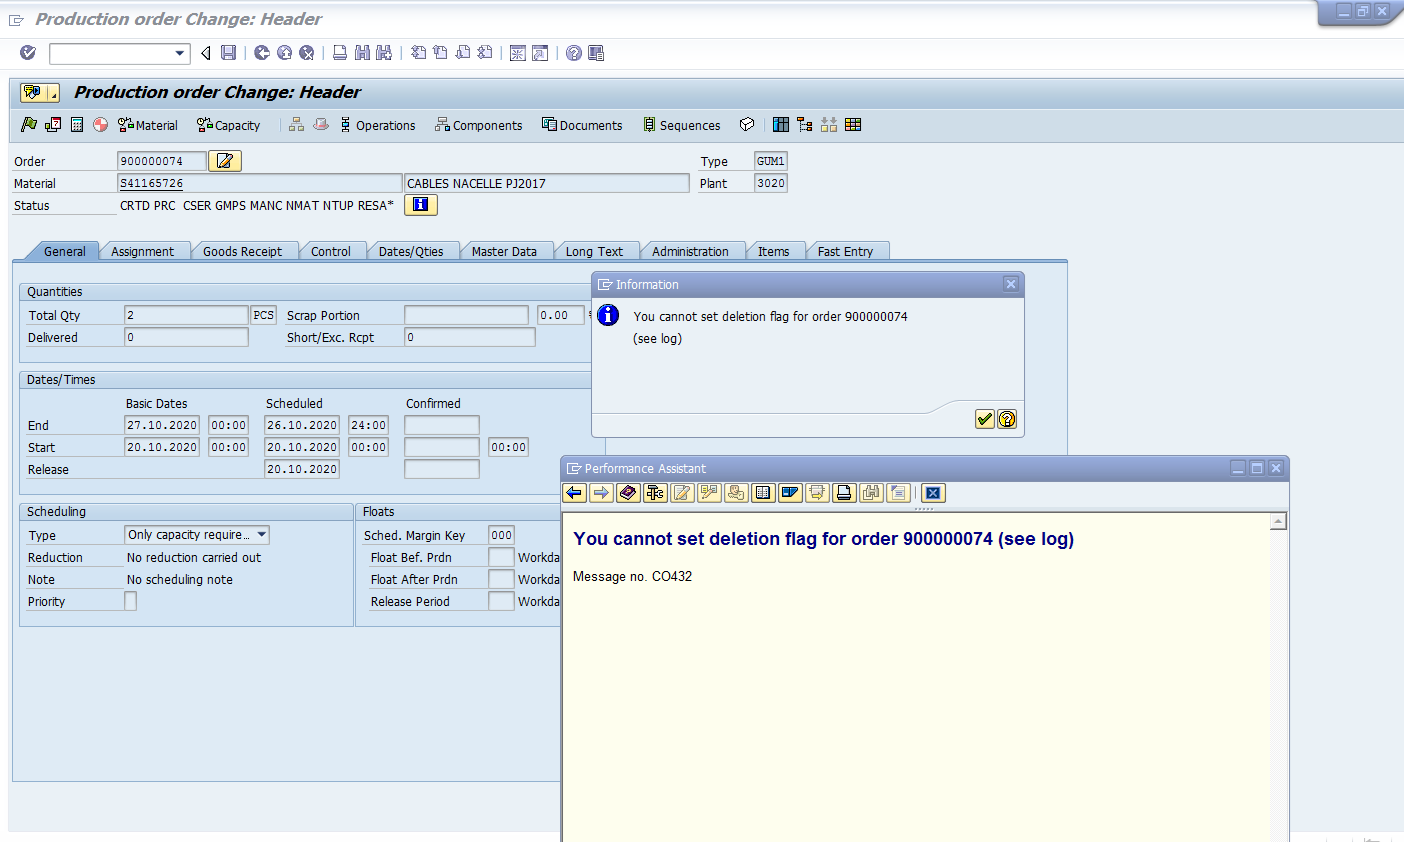 Production order Change: Header
Production order Change: Header
Material Capacity Operations Components Documents Sequences
Order 900000074 Type GUM1
Material S41165726 CABLES NACELLE PJ2017 Plant 3020
Status CRTD PRC CSER GMPS MANC NMAT NTUP RESA*
General Assignment Goods Receipt Control Dates/Qties Master Data Long Text Administration Items Fast Entry
Quantities
Total Qty 2 PCS Scrap Portion 0.00
Delivered 0 Short/Exc. Rcpt 0
Dates/Times
Basic Dates Scheduled Confirmed
End 27.10.2020 00:00 26.10.2020 24:00
Start 20.10.2020 00:00 20.10.2020 00:00 00:00
Release 20.10.2020
Scheduling
Type Only capacity require...
Reduction No reduction carried out
Note No scheduling note
Priority
Floats
Sched. Margin Key 000
Float Bef. Prdn Workda
Float After Prdn Workda
Release Period Workda
Information
You cannot set deletion flag for order 900000074
(see log)
Performance Assistant
You cannot set deletion flag for order 900000074 (see log)
Message no. CO432